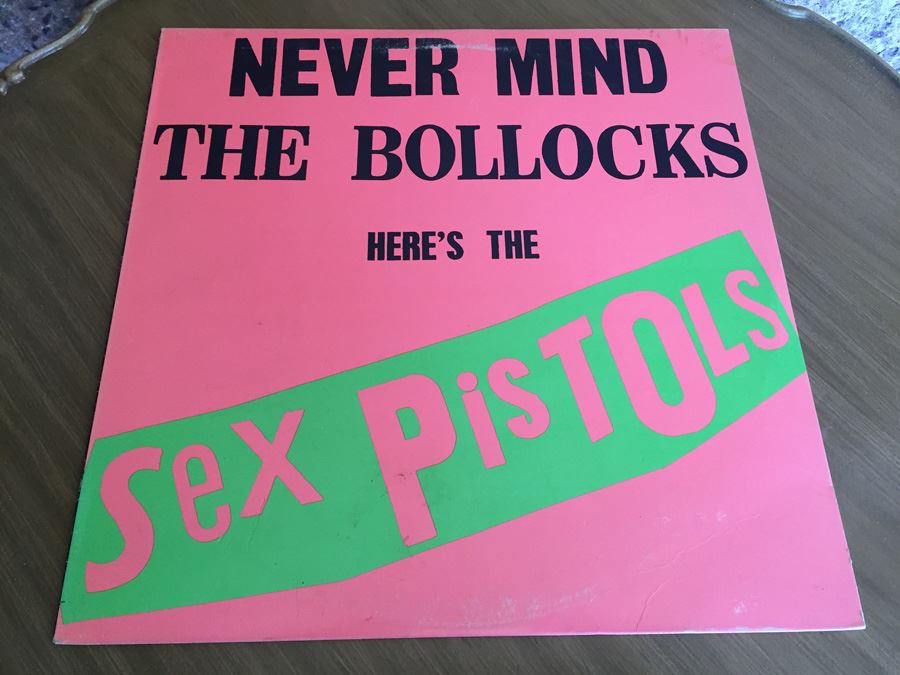 NEVER MIND
THE BOLLOCKS
HERE'S THE
Sex PiSTOLS